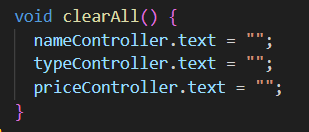 void clearAll() {
  nameController.text = "";
  typeController.text = "";
  priceController.text = "";
}